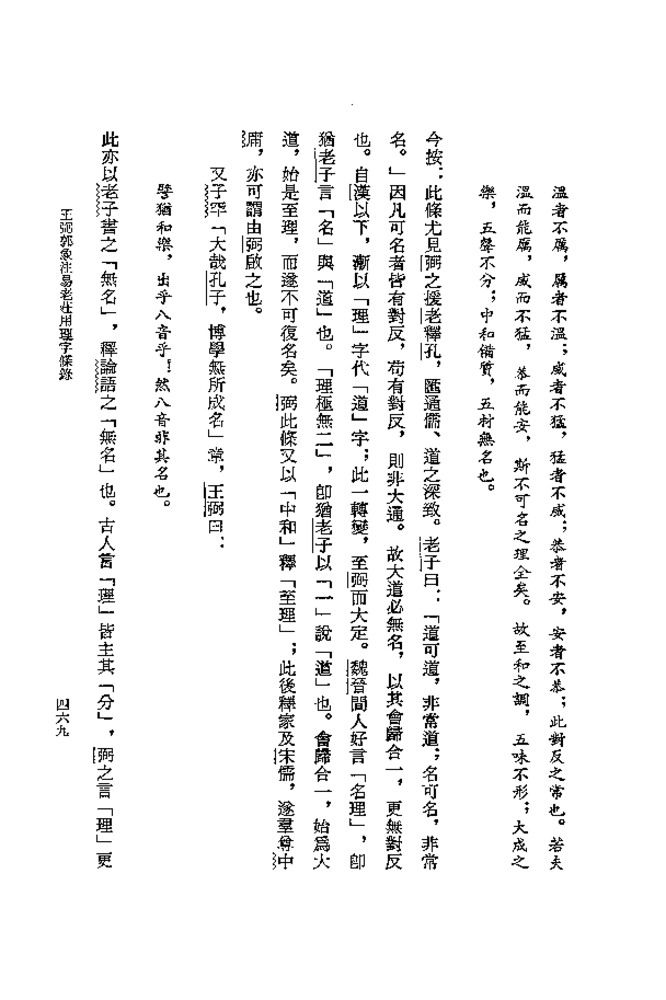 溫者不厲，厲者不溫；威者不猛，猛者不威；恭者不安，安者不恭；此對反之常也。若夫
溫而能厲，威而不猛，恭而能安，斯不可名之理全矣。故至和之調，五味不形；大成之
樂，五聲不分；中和備質，五材無名也。
今按：此條尤見弼之援老釋孔，匯通儒、道之深致。老子曰：「道可道，非常道；名可名，非常
名。」因凡可名者皆有對反，苟有對反，則非大通。故大道必無名，以其會歸合一，更無對反
也。自漢以下，漸以「理」字代「道」字；此一轉變，至弼而大定。魏晉間人好言「名理」，卽
猶老子言「名」與「道」也。「理極無二」，卽猶老子以「一」說「道」也。會歸合一，始爲大
道，始是至理，而遂不可復名矣。弼此條又以「中和」釋「至理」；此後釋家及宋儒，遂羣尊中
庸，亦可謂由弼啟之也。
又子罕「大哉孔子，博學無所成名」章，王弼曰：
譬猶和樂，出乎八音乎！然八音非其名也。
此亦以老子書之「無名」，釋論語之「無名」也。古人言「理」皆主其「分」，弼之言「理」更
王弼郭象注易老莊用理字條錄
四六九